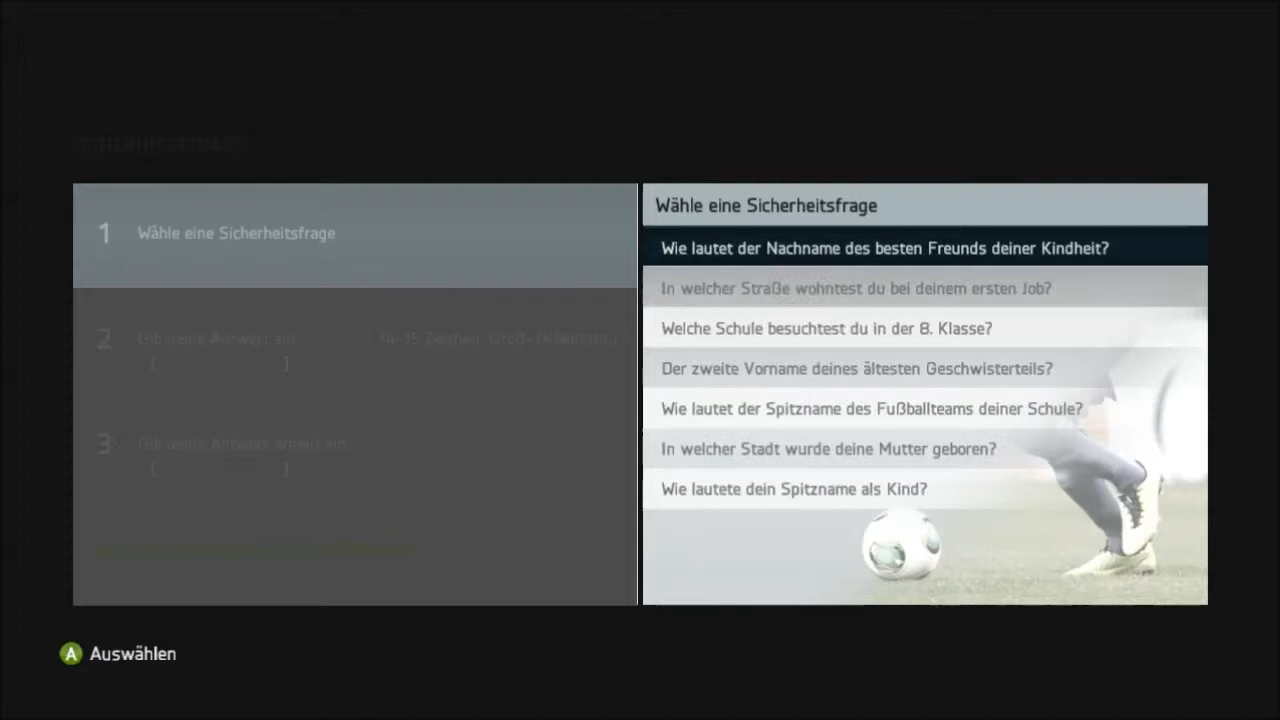 1 Wähle eine Sicherheitsfrage
2
[ ]
3
[ ]
Wähle eine Sicherheitsfrage
Wie lautet der Nachname des besten Freunds deiner Kindheit?
In welcher Straße wohntest du bei deinem ersten Job?
Welche Schule besuchtest du in der 8. Klasse?
Der zweite Vorname deines ältesten Geschwisterteils?
Wie lautet der Spitzname des Fußballteams deiner Schule?
In welcher Stadt wurde deine Mutter geboren?
Wie lautete dein Spitzname als Kind?
A Auswählen